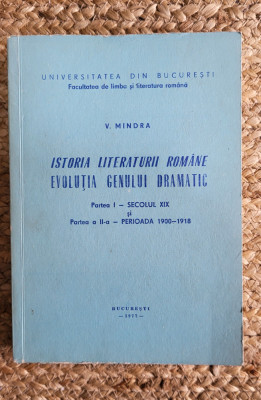 UNIVERSITATEA DIN BUCUREȘTI
Facultatea de limba și literatura română
V. MINDRA
ISTORIA LITERATURII ROMÂNE
EVOLUȚIA GENULUI DRAMATIC
Partea I — SECOLUL XIX
și
Partea a II-a — PERIOADA 1900—1918
BUCUREȘTI